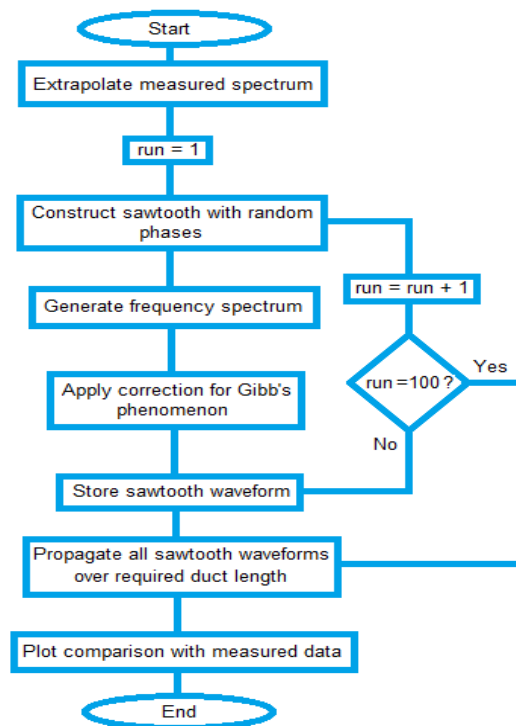 Start
Extrapolate measured spectrum
run = 1
Construct sawtooth with random
phases
run = run + 1
Generate frequency spectrum
Yes
run =100 ?
Apply correction for Gibb's
phenomenon
No
Store sawtooth waveform
Propagate all sawtooth waveforms
over required duct length
Plot comparison with measured data
End